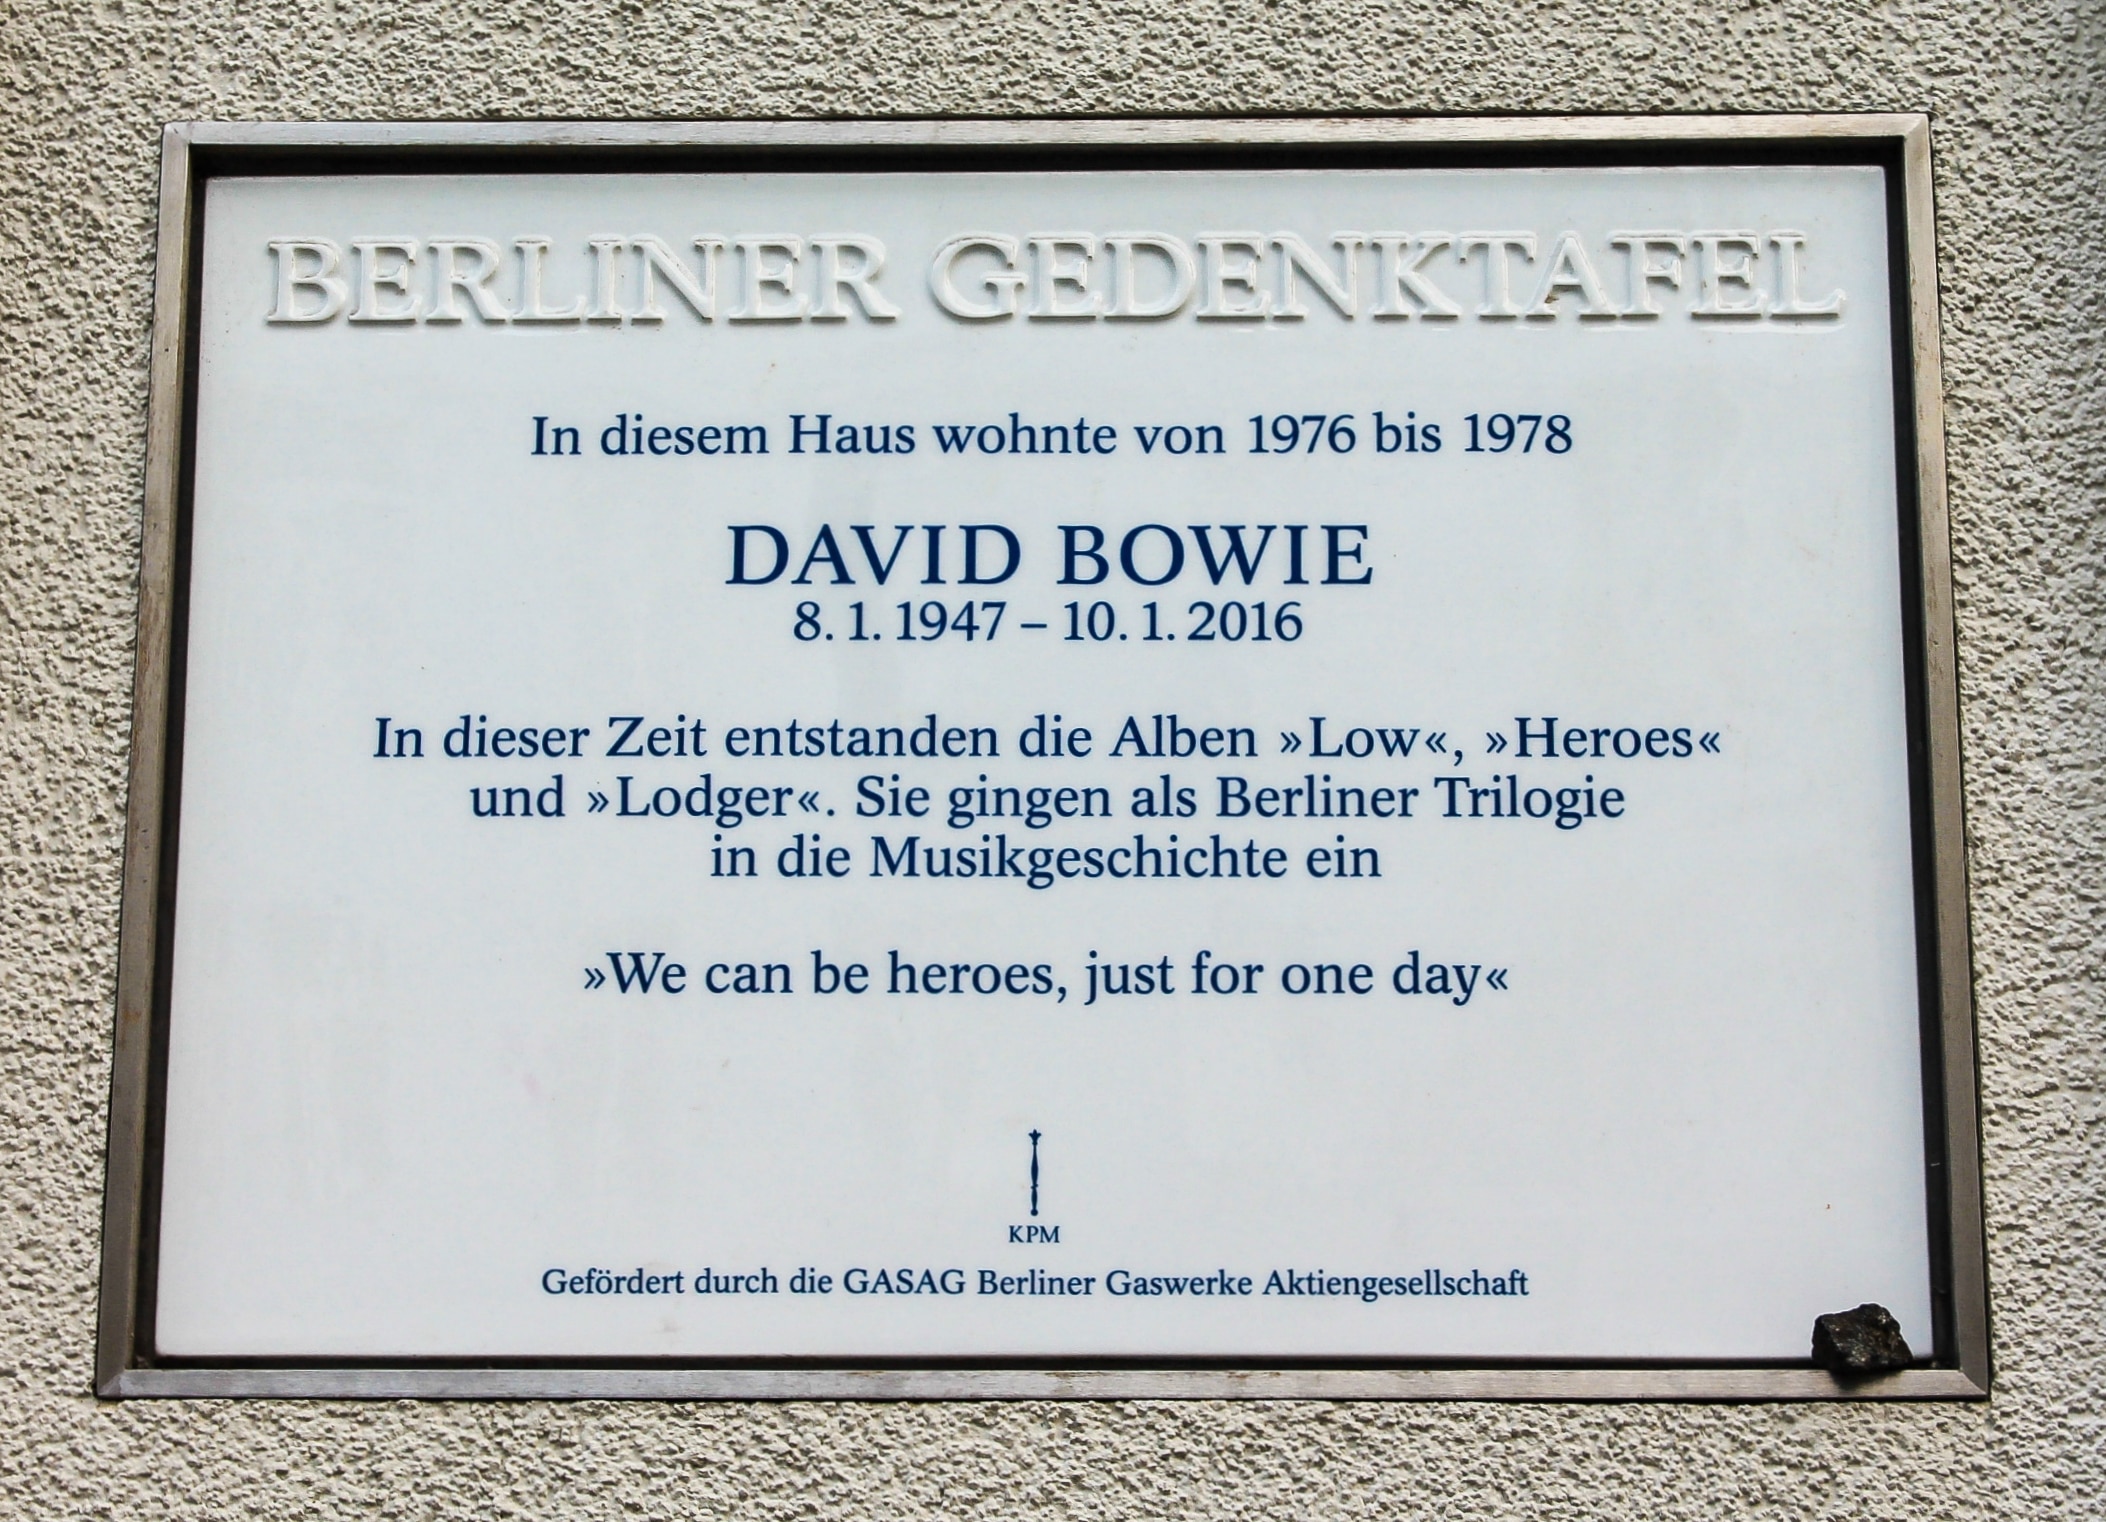 BERLINER GEDENKTAFEL
In diesem Haus wohnte von 1976 bis 1978
DAVID BOWIE
8. 1. 1947 – 10. 1. 2016
In dieser Zeit entstanden die Alben »Low«, »Heroes«
und »Lodger«. Sie gingen als Berliner Trilogie
in die Musikgeschichte ein
»We can be heroes, just for one day«
KPM
Gefördert durch die GASAG Berliner Gaswerke Aktiengesellschaft